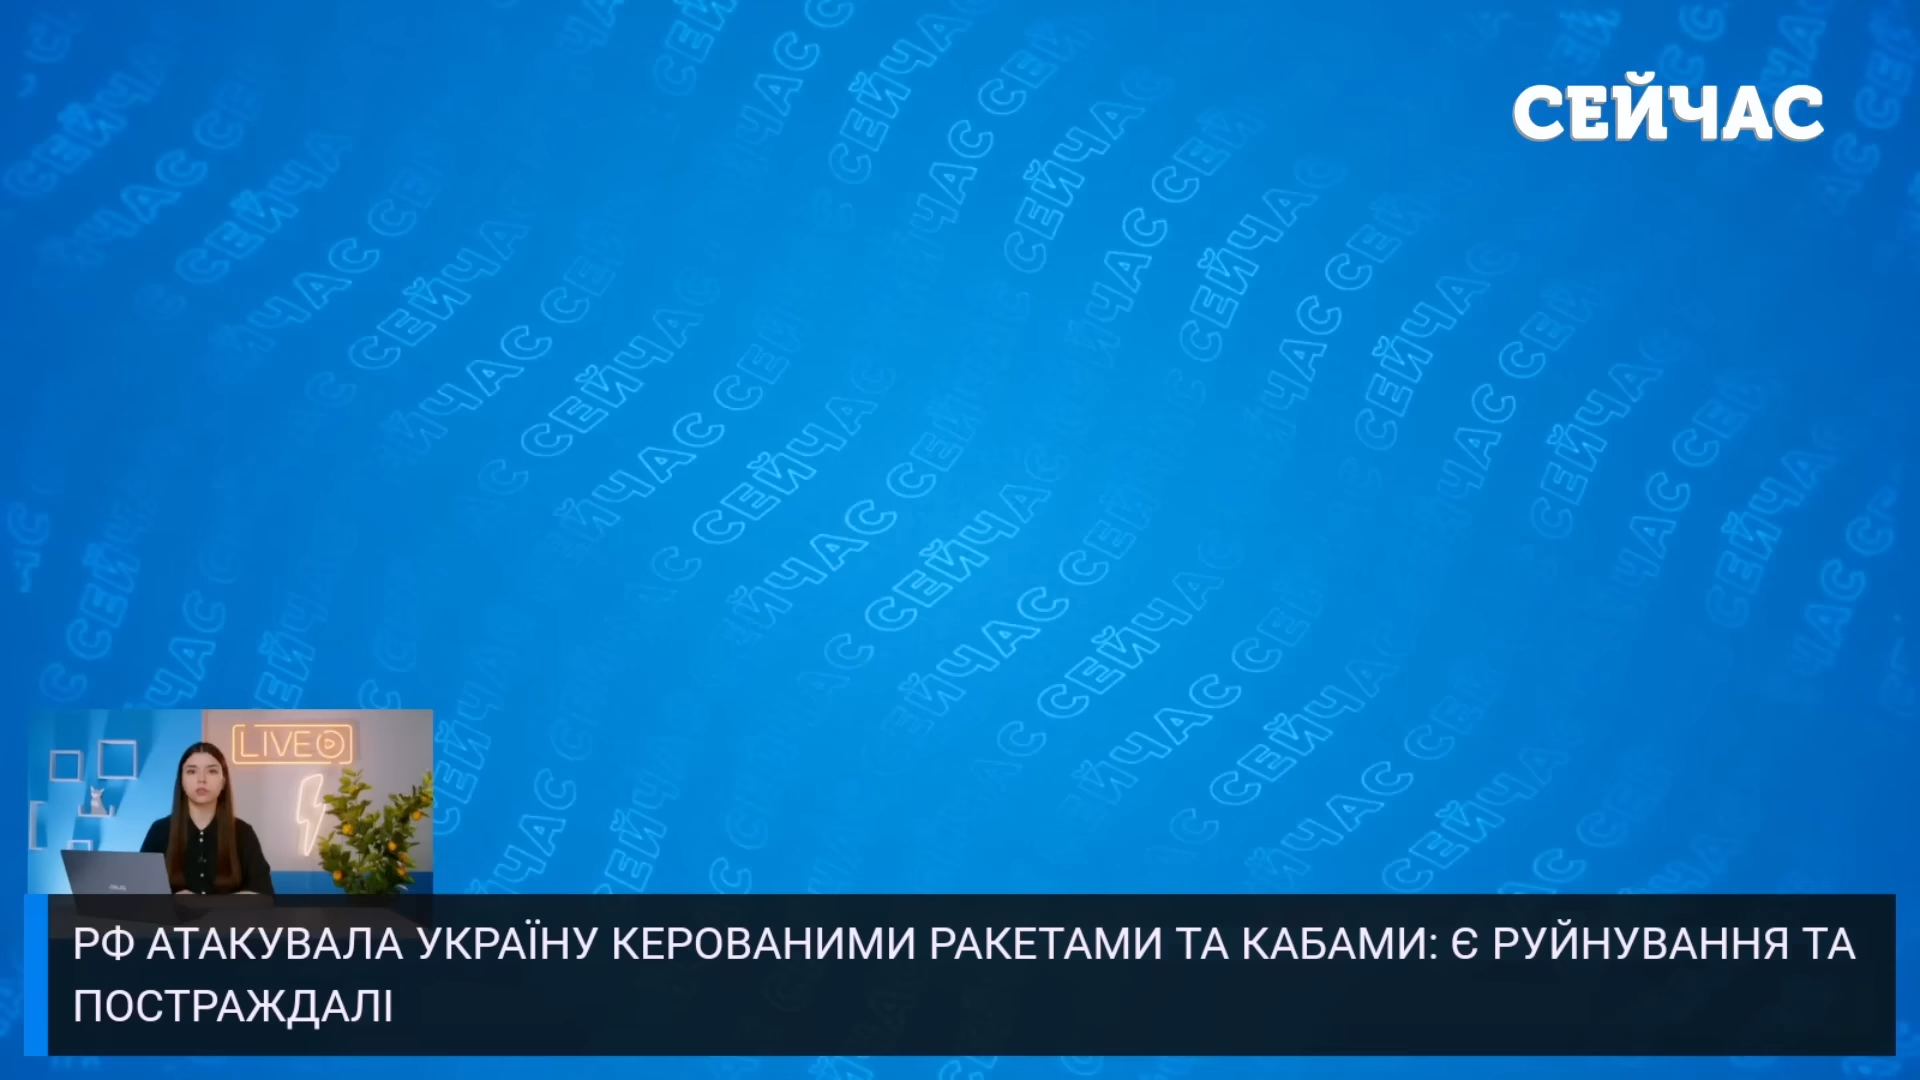 СЕЙЧАС
LIVE
РФ АТАКУВАЛА УКРАЇНУ КЕРОВАНИМИ РАКЕТАМИ ТА КАБАМИ: Є РУЙНУВАННЯ ТА
ПОСТРАЖДАЛІ